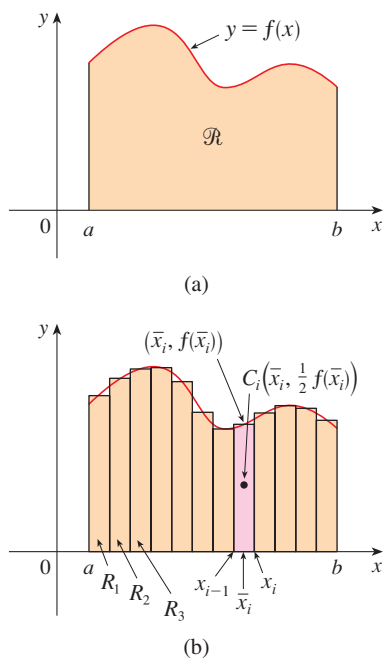 y
y = f(x)
ℛ
0 a b x
(a)
y
(x̄ᵢ, f(x̄ᵢ))
Cᵢ(x̄ᵢ, ½ f(x̄ᵢ))
0 a b x
R₁ R₂ R₃ xᵢ₋₁ x̄ᵢ xᵢ
(b)